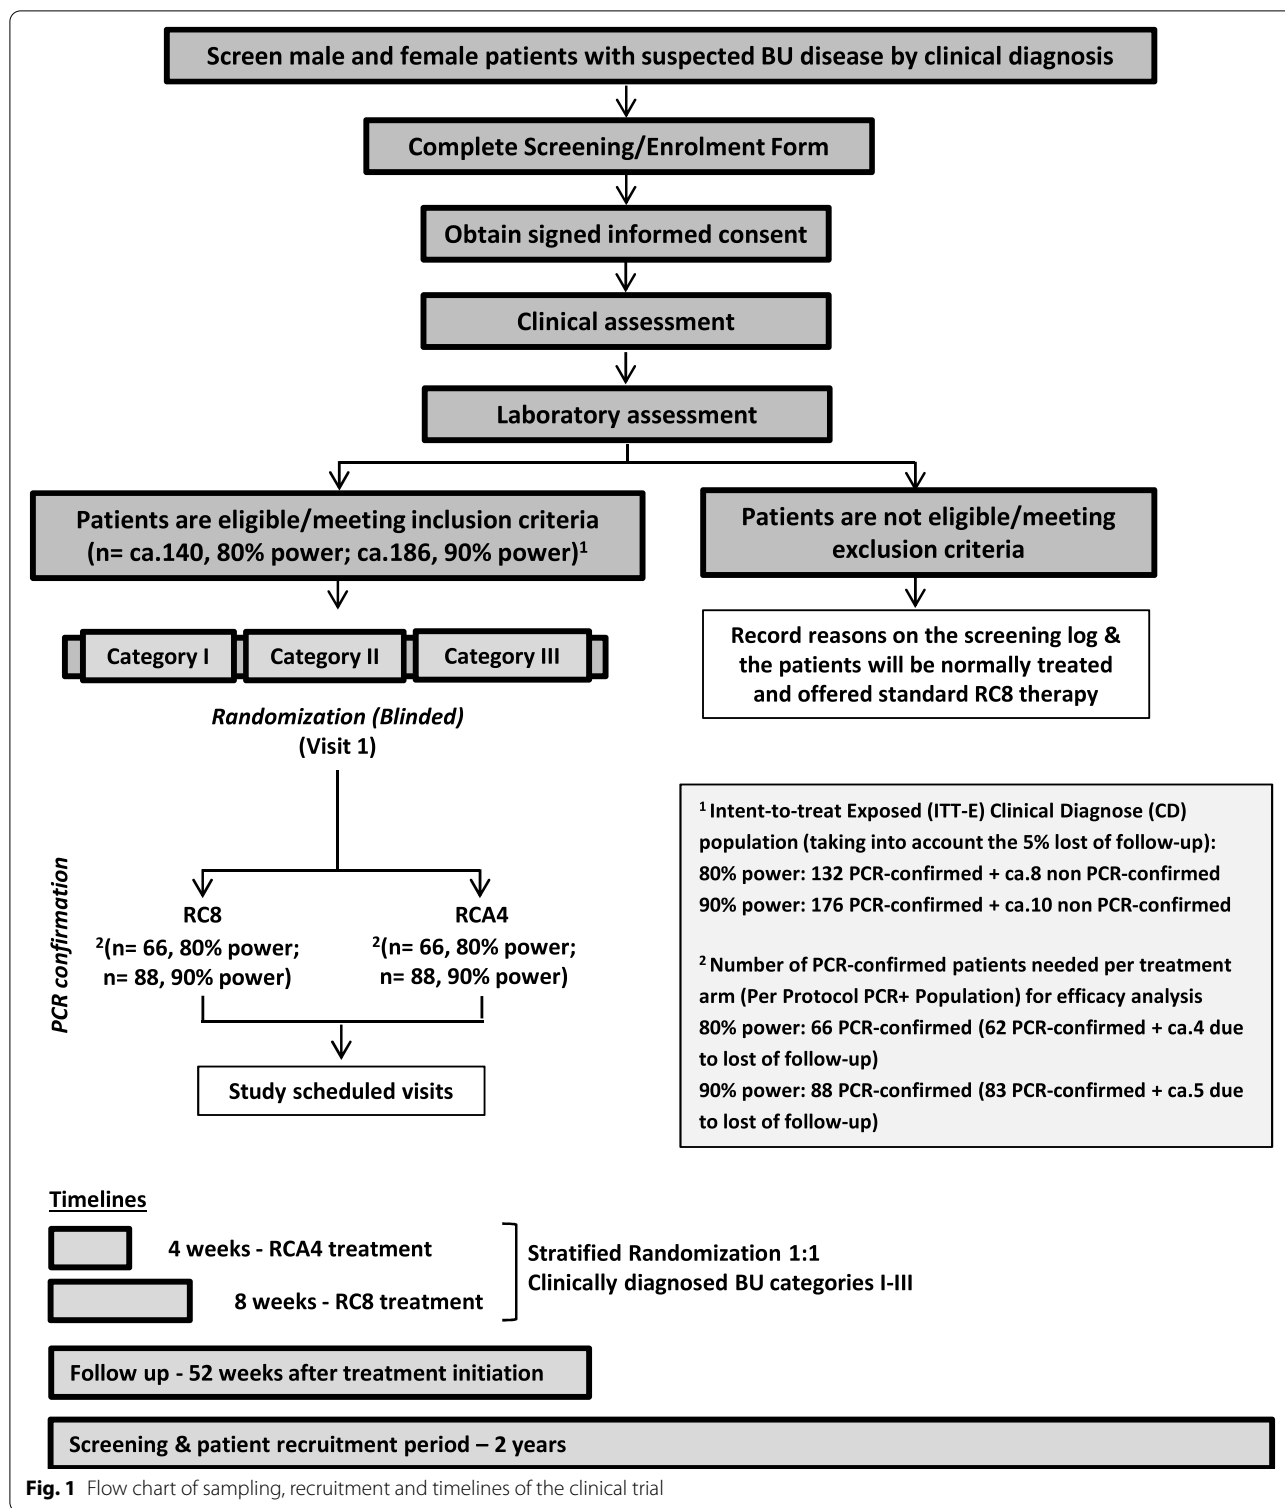 Screen male and female patients with suspected BU disease by clinical diagnosis
Complete Screening/Enrolment Form
Obtain signed informed consent
Clinical assessment
Laboratory assessment
Patients are eligible/meeting inclusion criteria
(n= ca.140, 80% power; ca.186, 90% power)¹
Patients are not eligible/meeting
exclusion criteria
Category I
Category II
Category III
Record reasons on the screening log &
the patients will be normally treated
and offered standard RC8 therapy
Randomization (Blinded)
(Visit 1)
PCR confirmation
RC8
²(n= 66, 80% power;
n= 88, 90% power)
RCA4
²(n= 66, 80% power;
n= 88, 90% power)
Study scheduled visits
¹ Intent-to-treat Exposed (ITT-E) Clinical Diagnose (CD)
population (taking into account the 5% lost of follow-up):
80% power: 132 PCR-confirmed + ca.8 non PCR-confirmed
90% power: 176 PCR-confirmed + ca.10 non PCR-confirmed
² Number of PCR-confirmed patients needed per treatment
arm (Per Protocol PCR+ Population) for efficacy analysis
80% power: 66 PCR-confirmed (62 PCR-confirmed + ca.4 due
to lost of follow-up)
90% power: 88 PCR-confirmed (83 PCR-confirmed + ca.5 due
to lost of follow-up)
Timelines
4 weeks - RCA4 treatment
8 weeks - RC8 treatment
Stratified Randomization 1:1
Clinically diagnosed BU categories I-III
Follow up - 52 weeks after treatment initiation
Screening & patient recruitment period – 2 years
Fig. 1 Flow chart of sampling, recruitment and timelines of the clinical trial